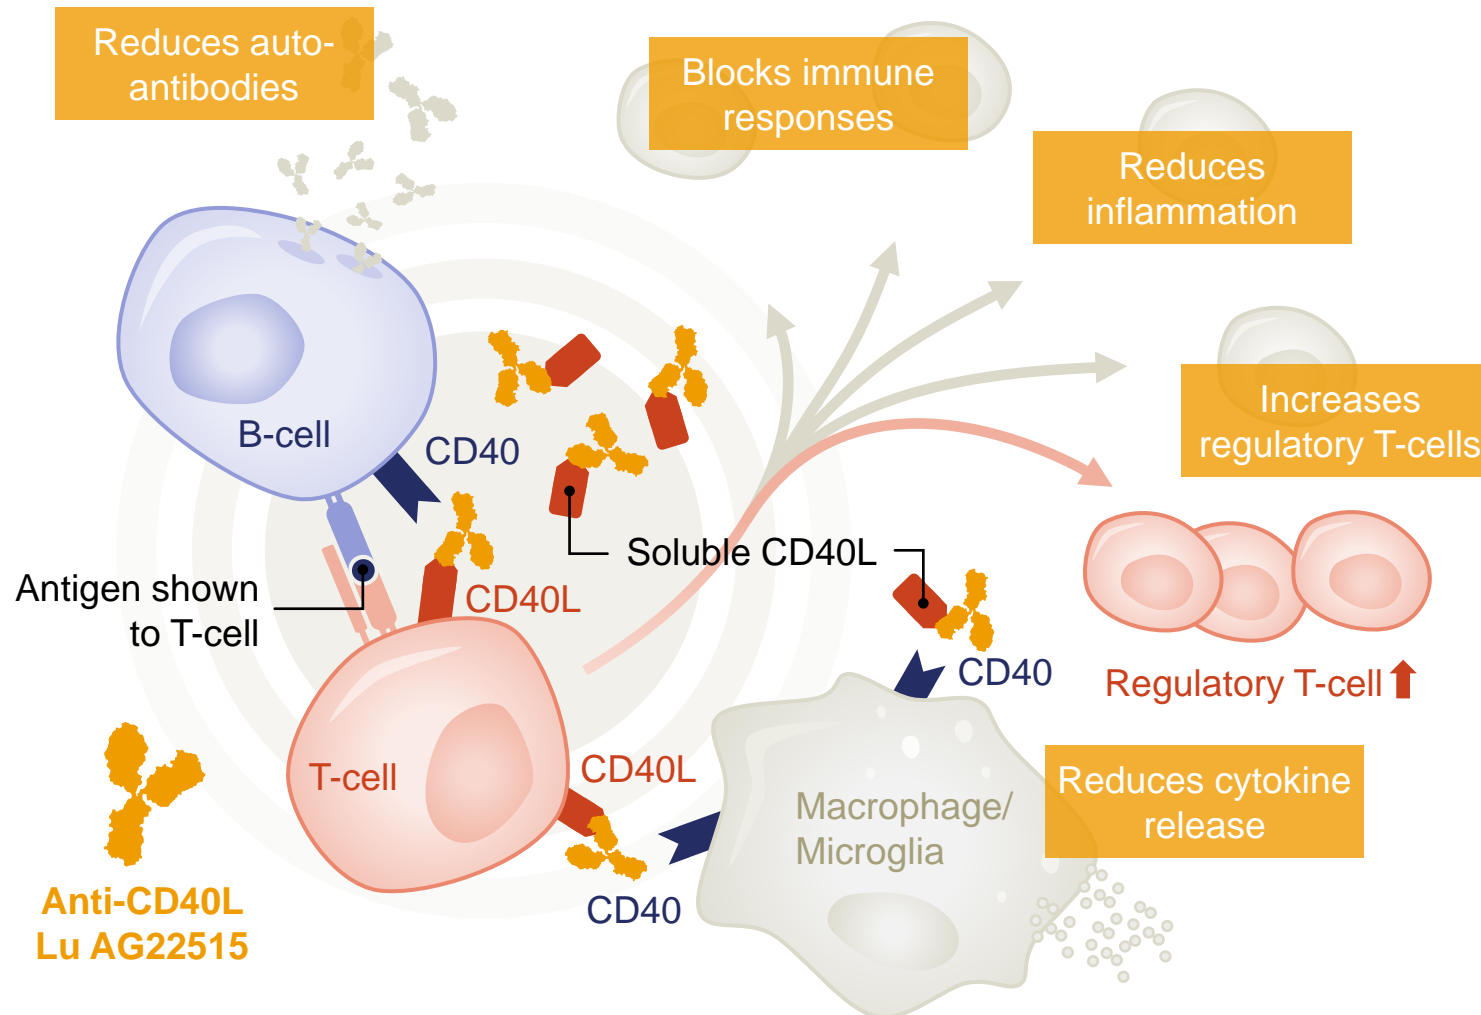 Reduces auto-
antibodies
Blocks immune
responses
Reduces
inflammation
Increases
regulatory T-cells
B-cell
CD40
Soluble CD40L
Antigen shown
to T-cell
CD40L
CD40
Regulatory T-cell
T-cell
CD40L
Reduces cytokine
release
Macrophage/
Microglia
CD40
Anti-CD40L
Lu AG22515